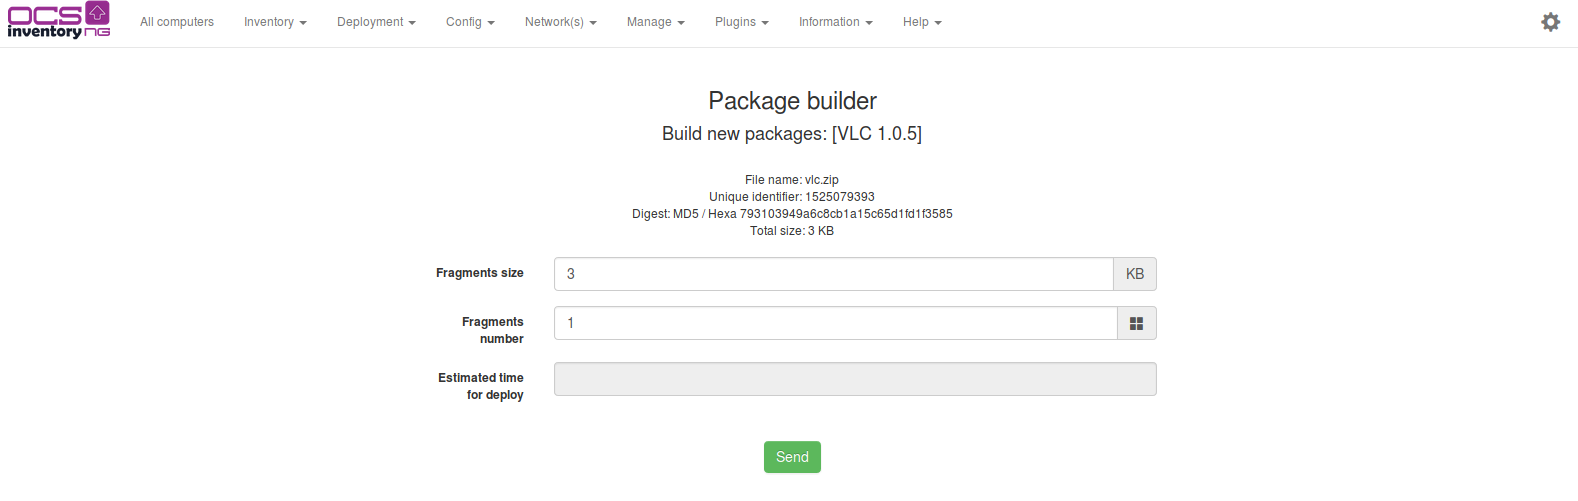 OCS inventory NG
All computers Inventory Deployment Config Network(s) Manage Plugins Information Help
Package builder
Build new packages: [VLC 1.0.5]
File name: vlc.zip
Unique identifier: 1525079393
Digest: MD5 / Hexa 793103949a6c8cb1a15c65d1fd1f3585
Total size: 3 KB
Fragments size 3 KB
Fragments number 1
Estimated time for deploy
Send